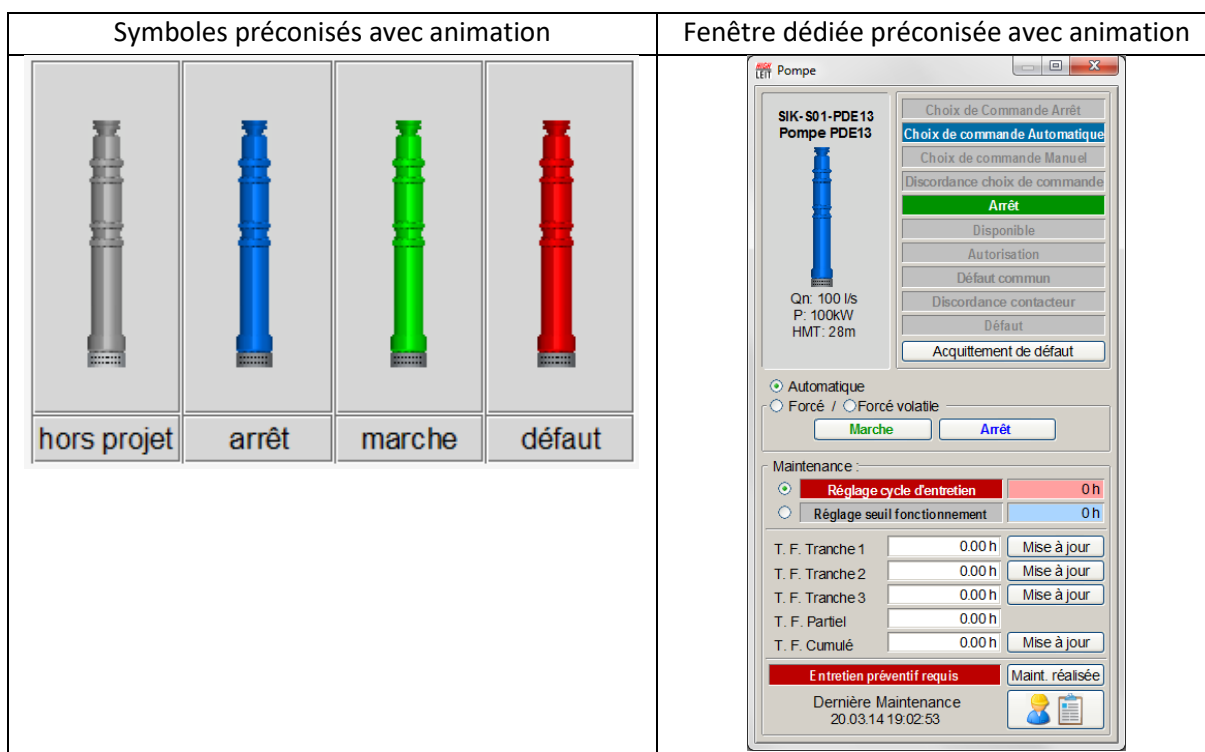 Symboles préconisés avec animation
Fenêtre dédiée préconisée avec animation
hors projet
arrêt
marche
défaut
HIGH LEIT Pompe
SIK-S01-PDE13
Pompe PDE13
Qn: 100 l/s
P: 100kW
HMT: 28m
Choix de Commande Arrêt
Choix de commande Automatique
Choix de commande Manuel
Discordance choix de commande
Arrêt
Disponible
Autorisation
Défaut commun
Discordance contacteur
Défaut
Acquittement de défaut
Automatique
Forcé / Forcé volatile
Marche Arrêt
Maintenance :
Réglage cycle d'entretien 0 h
Réglage seuil fonctionnement 0 h
T. F. Tranche 1 0.00 h Mise à jour
T. F. Tranche 2 0.00 h Mise à jour
T. F. Tranche 3 0.00 h Mise à jour
T. F. Partiel 0.00 h
T. F. Cumulé 0.00 h Mise à jour
Entretien préventif requis Maint. réalisée
Dernière Maintenance
20.03.14 19:02:53